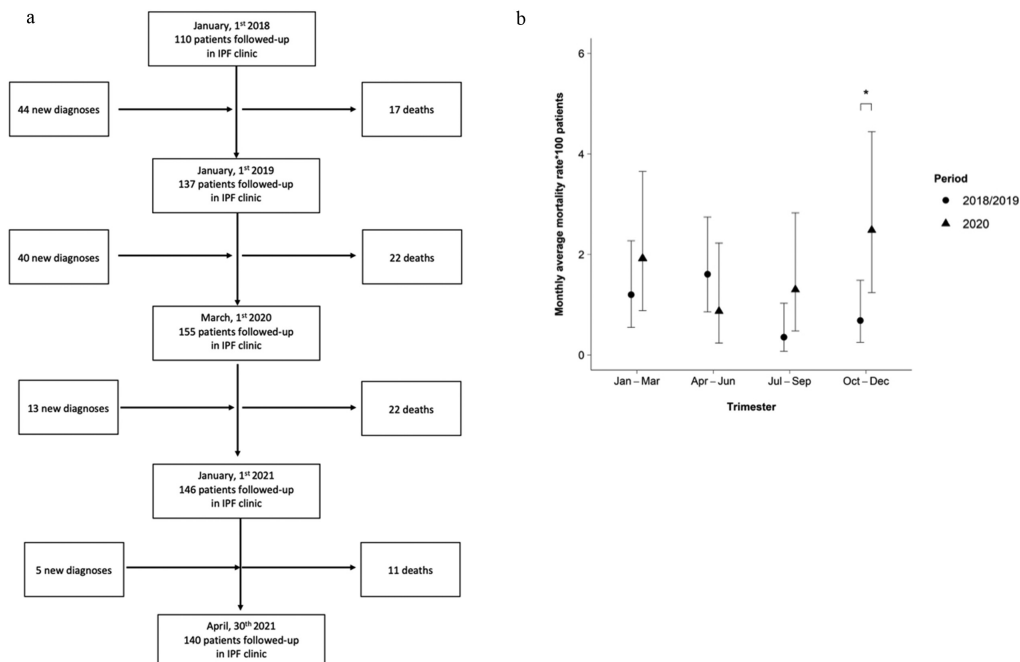 a
January, 1st 2018
110 patients followed-up
in IPF clinic
44 new diagnoses
17 deaths
January, 1st 2019
137 patients followed-up
in IPF clinic
40 new diagnoses
22 deaths
March, 1st 2020
155 patients followed-up
in IPF clinic
13 new diagnoses
22 deaths
January, 1st 2021
146 patients followed-up
in IPF clinic
5 new diagnoses
11 deaths
April, 30th 2021
140 patients followed-up
in IPF clinic
b
Monthly average mortality rate*100 patients
6
4
2
0
*
Jan – Mar
Apr – Jun
Jul – Sep
Oct – Dec
Trimester
Period
2018/2019
2020